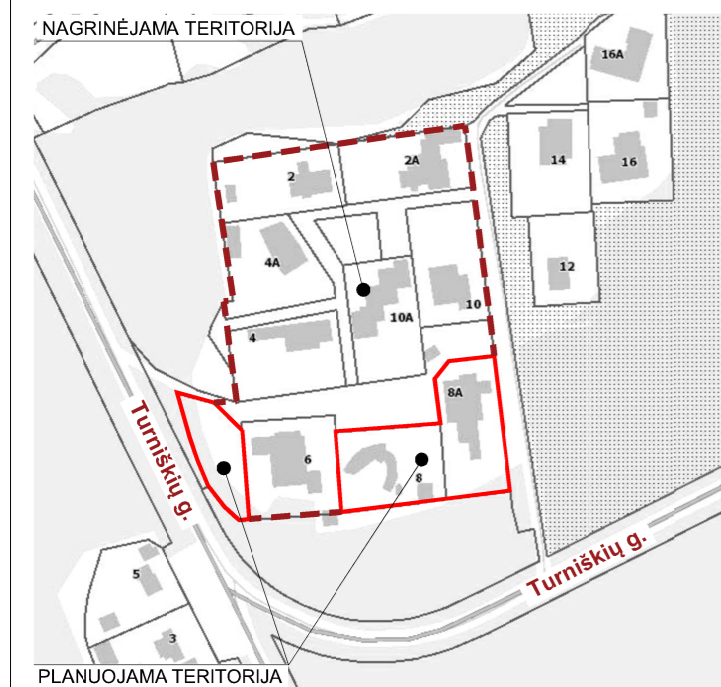 NAGRINĖJAMA TERITORIJA
16A
2A
14
16
2
4A
12
10
10A
4
8A
Turniškių g.
6
8
Turniškių g.
5
3
PLANUOJAMA TERITORIJA